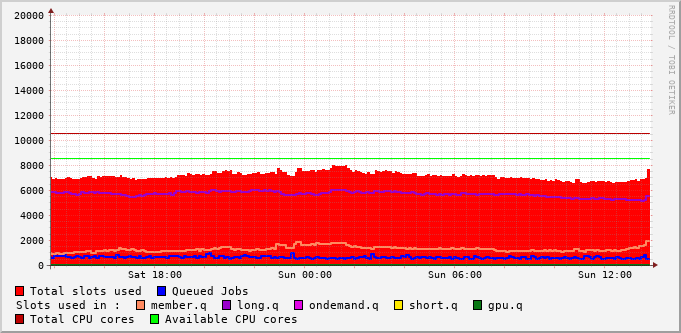 20000
18000
16000
14000
12000
10000
8000
6000
4000
2000
0
Sat 18:00 Sun 00:00 Sun 06:00 Sun 12:00
RRDTOOL / TOBI OETIKER
Total slots used Queued Jobs
Slots used in : member.q long.q ondemand.q short.q gpu.q
Total CPU cores Available CPU cores